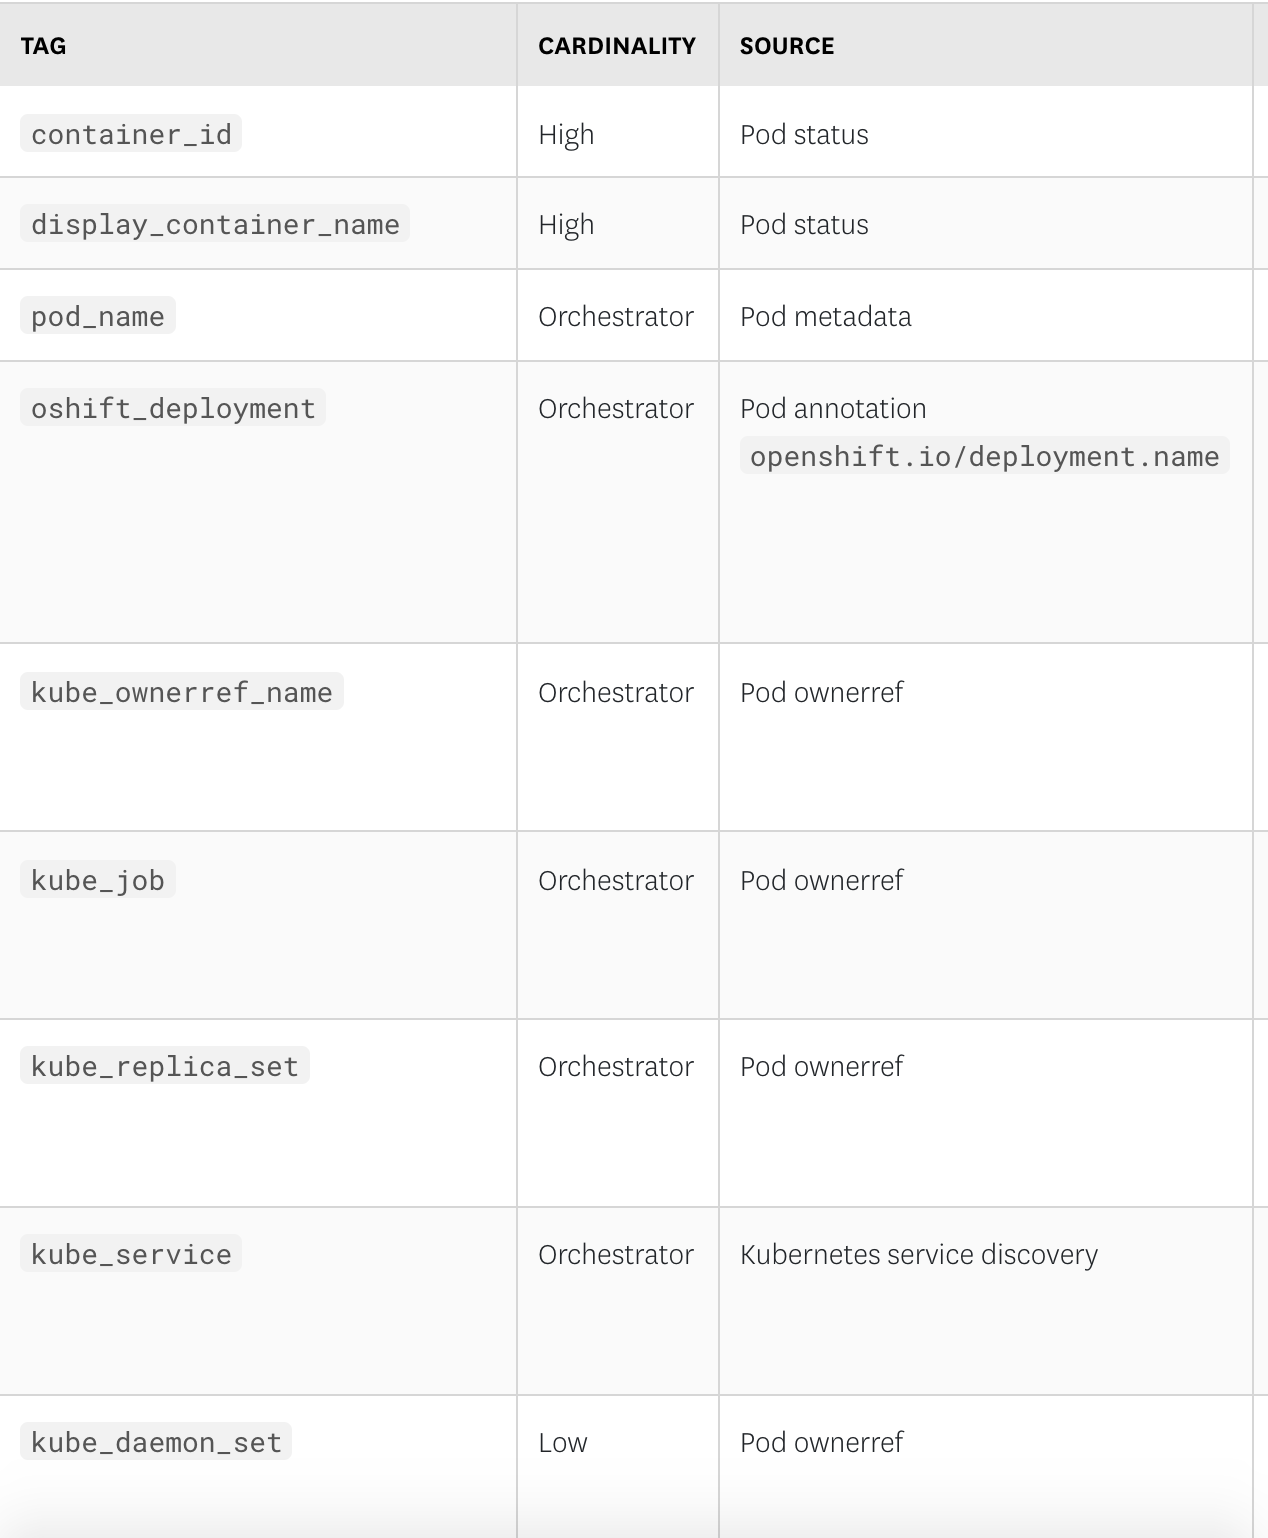 TAG CARDINALITY SOURCE
container_id High Pod status
display_container_name High Pod status
pod_name Orchestrator Pod metadata
oshift_deployment Orchestrator Pod annotation
openshift.io/deployment.name
kube_ownerref_name Orchestrator Pod ownerref
kube_job Orchestrator Pod ownerref
kube_replica_set Orchestrator Pod ownerref
kube_service Orchestrator Kubernetes service discovery
kube_daemon_set Low Pod ownerref